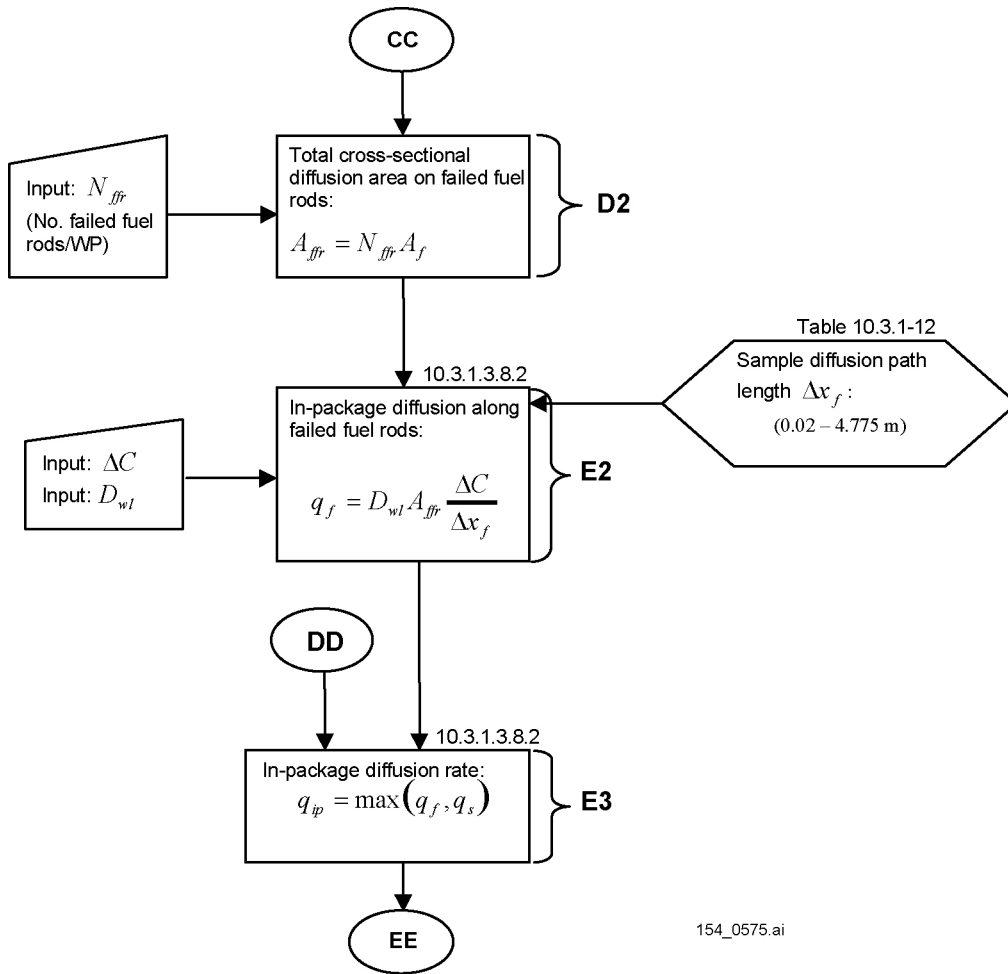 CC
Input: N_ffr
(No. failed fuel
rods/WP)
Total cross-sectional
diffusion area on failed fuel
rods:
A_ffr = N_ffr A_f
D2
Table 10.3.1-12
Sample diffusion path
length Δx_f :
(0.02 – 4.775 m)
10.3.1.3.8.2
In-package diffusion along
failed fuel rods:
q_f = D_w1 A_ffr ΔC / Δx_f
E2
Input: ΔC
Input: D_w1
DD
10.3.1.3.8.2
In-package diffusion rate:
q_ip = max(q_f , q_s)
E3
EE
154_0575.ai